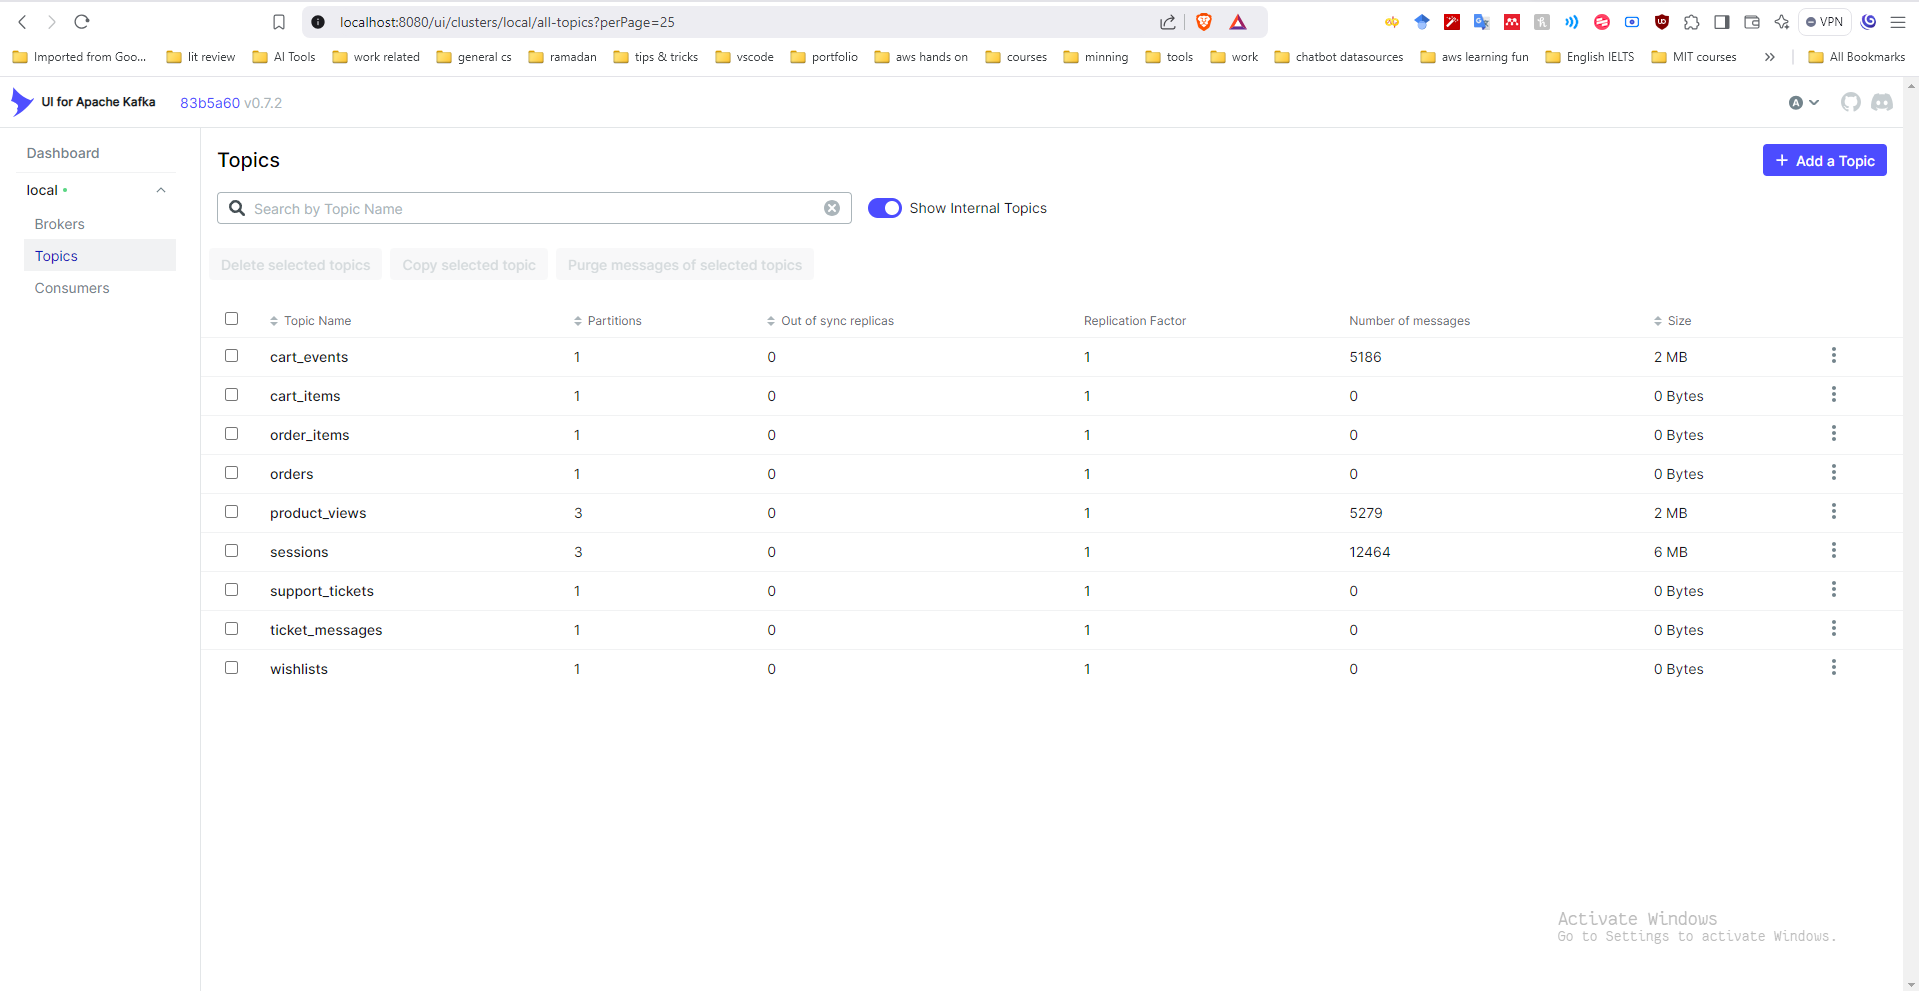 localhost:8080/ui/clusters/local/all-topics?perPage=25 VPN
Imported from Goo... lit review AI Tools work related general cs ramadan tips & tricks vscode portfolio aws hands on courses minning tools work chatbot datasources aws learning fun English IELTS MIT courses All Bookmarks
UI for Apache Kafka 83b5a60 v0.7.2 A
Dashboard
local
Brokers
Topics
Consumers
Topics
+ Add a Topic
Search by Topic Name Show Internal Topics
Delete selected topics Copy selected topic Purge messages of selected topics
Topic Name Partitions Out of sync replicas Replication Factor Number of messages Size
cart_events 1 0 1 5186 2 MB
cart_items 1 0 1 0 0 Bytes
order_items 1 0 1 0 0 Bytes
orders 1 0 1 0 0 Bytes
product_views 3 0 1 5279 2 MB
sessions 3 0 1 12464 6 MB
support_tickets 1 0 1 0 0 Bytes
ticket_messages 1 0 1 0 0 Bytes
wishlists 1 0 1 0 0 Bytes
Activate Windows
Go to Settings to activate Windows.